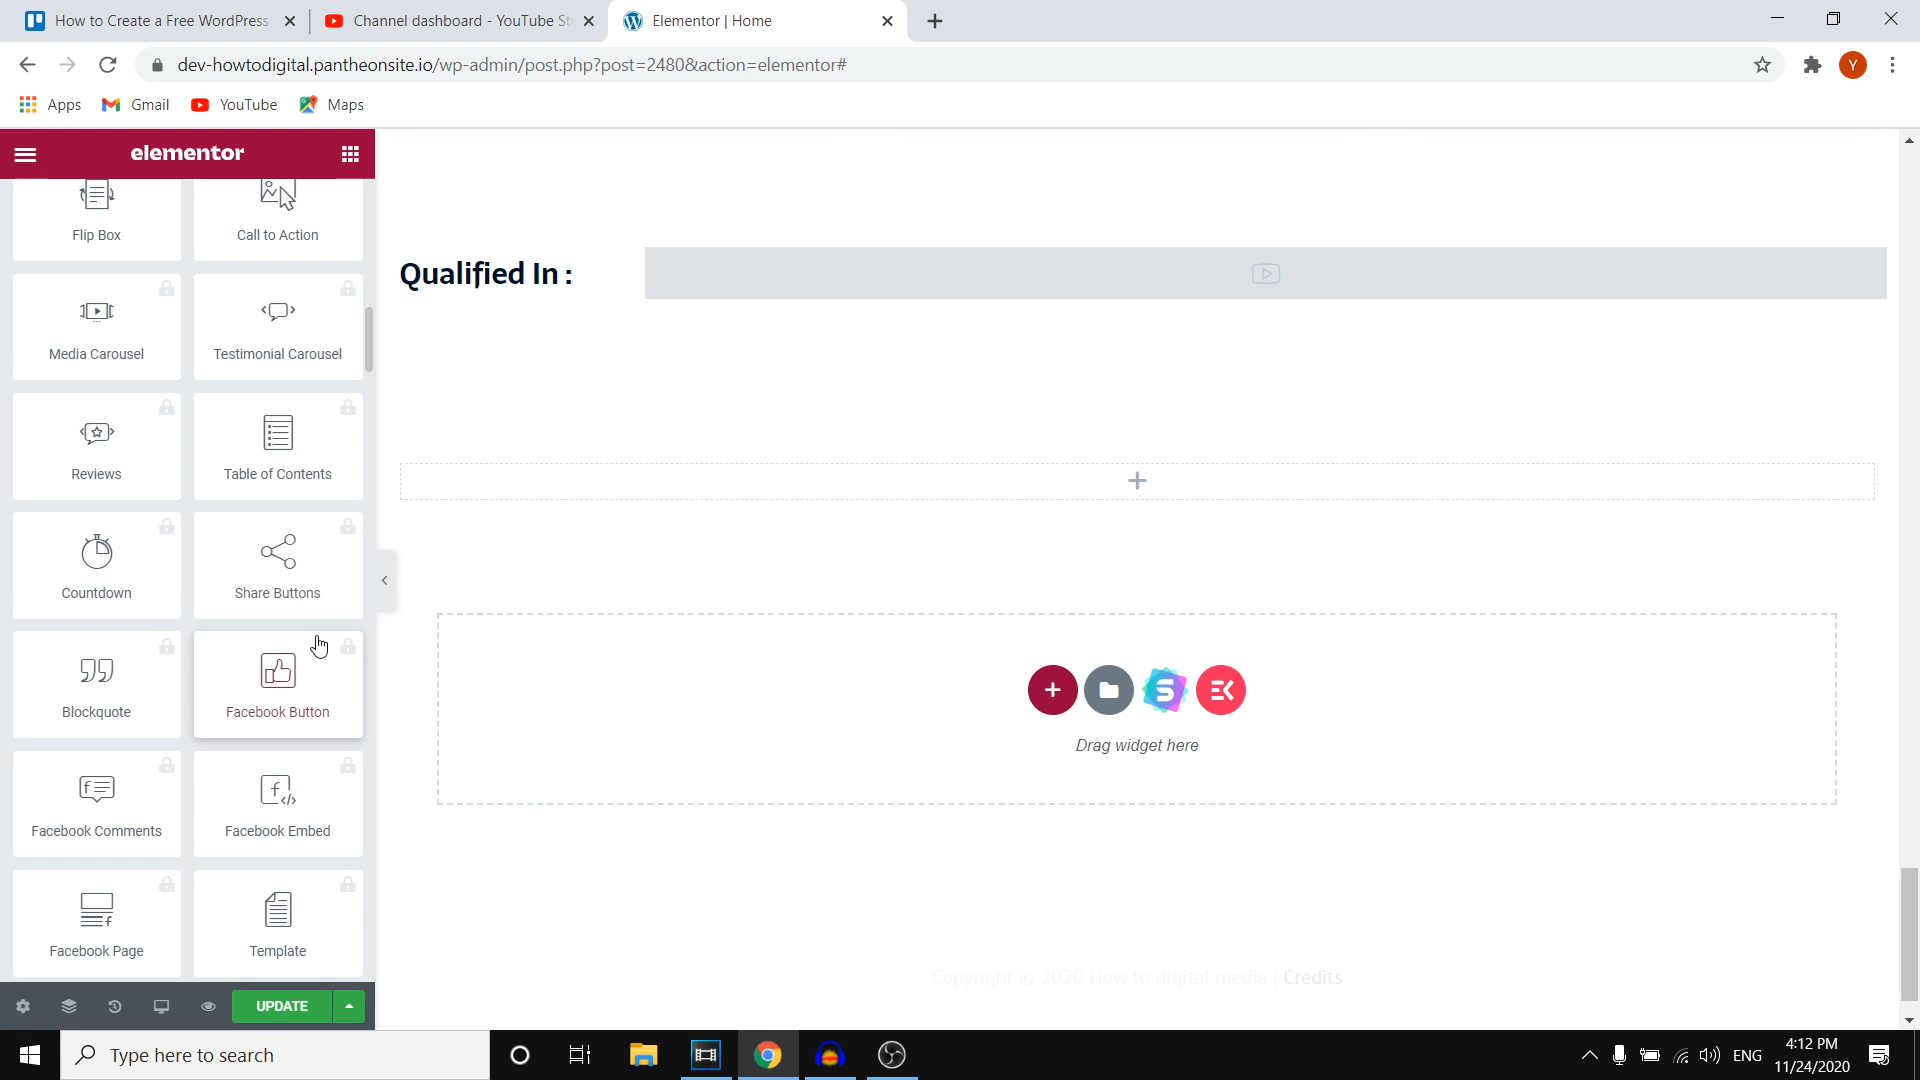 How to Create a Free WordPress
Channel dashboard - YouTube St
Elementor | Home
dev-howtodigital.pantheonsite.io/wp-admin/post.php?post=2480&action=elementor#
Y
Apps
Gmail
YouTube
Maps
elementor
Flip Box
Call to Action
Media Carousel
Testimonial Carousel
Reviews
Table of Contents
Countdown
Share Buttons
Blockquote
Facebook Button
Facebook Comments
Facebook Embed
Facebook Page
Template
UPDATE
Qualified In :
Drag widget here
Copyright © 2020 How to digital media | Credits
Type here to search
ENG
4:12 PM
11/24/2020